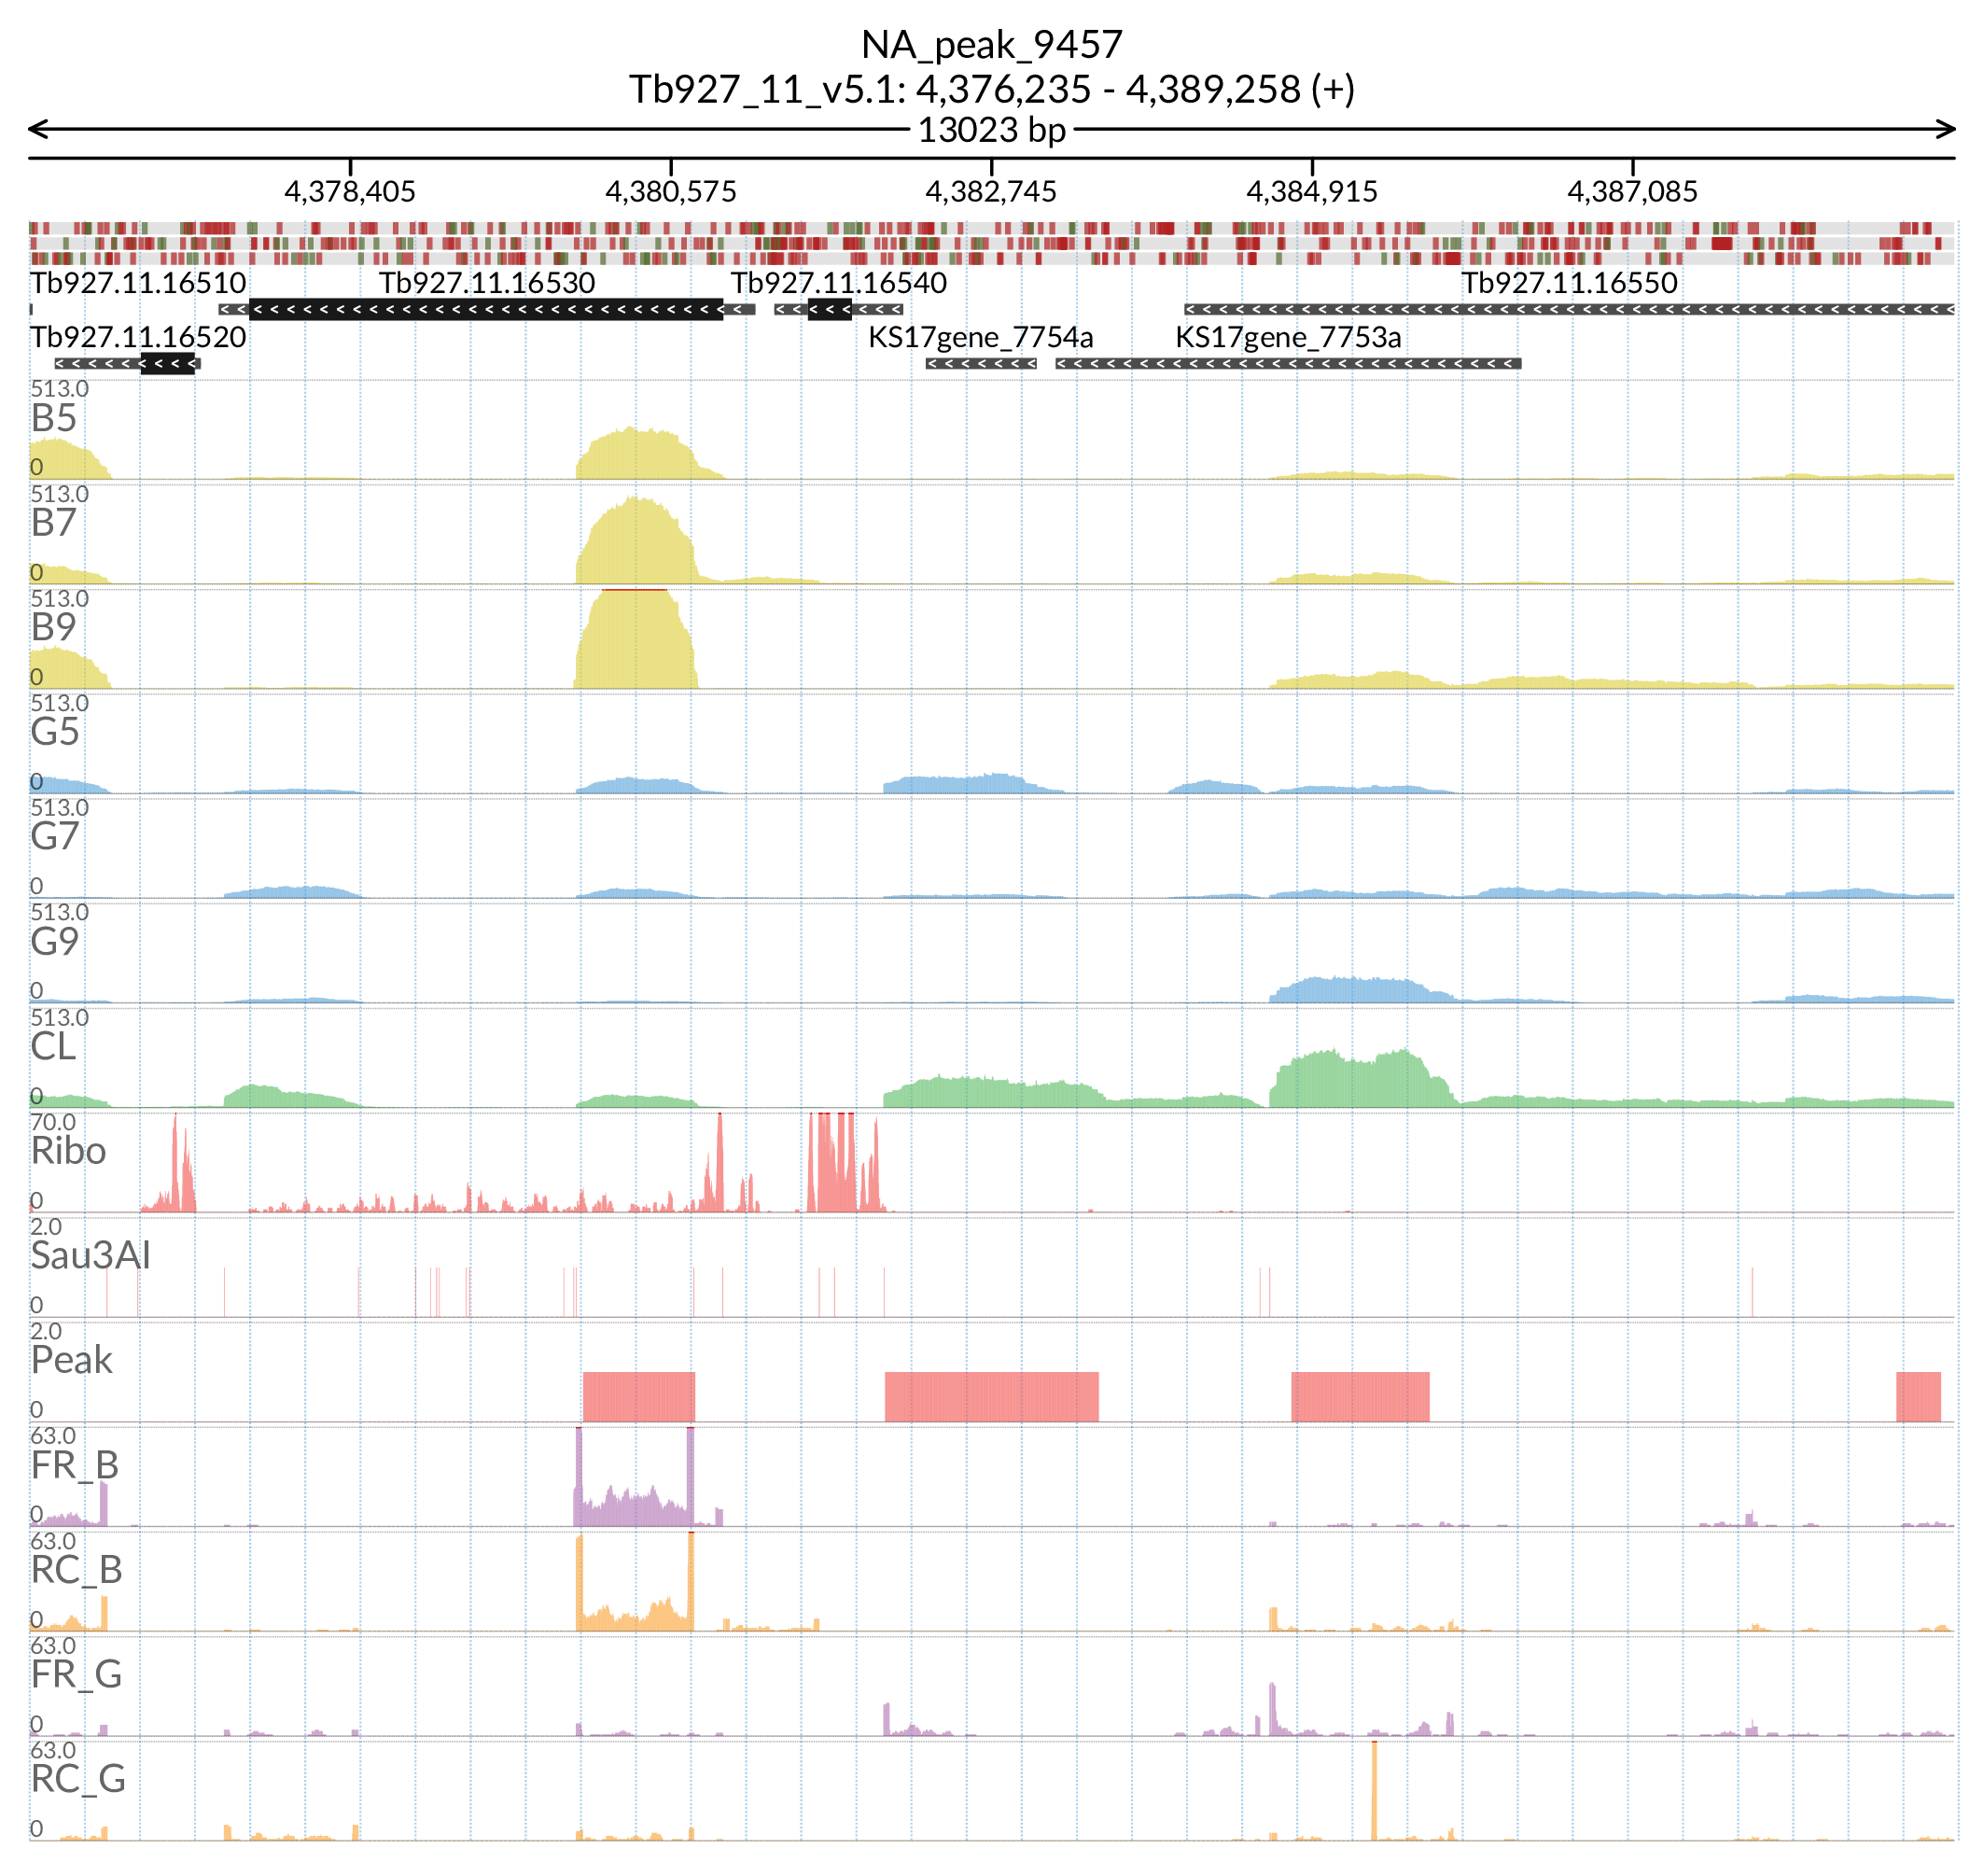 NA_peak_9457
Tb927_11_v5.1: 4,376,235 - 4,389,258 (+)
13023 bp
4,378,405 4,380,575 4,382,745 4,384,915 4,387,085
Tb927.11.16510 Tb927.11.16530 Tb927.11.16540 Tb927.11.16550
Tb927.11.16520 KS17gene_7754a KS17gene_7753a
513.0
B5
0
513.0
B7
0
513.0
B9
0
513.0
G5
0
513.0
G7
0
513.0
G9
0
513.0
CL
0
70.0
Ribo
0
2.0
Sau3AI
0
2.0
Peak
0
63.0
FR_B
0
63.0
RC_B
0
63.0
FR_G
0
63.0
RC_G
0